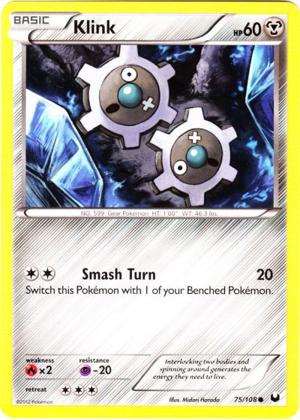 BASIC
Klink
HP60
NO. 599 Gear Pokémon HT: 1'00" WT: 46.3 lbs.
Smash Turn 20
Switch this Pokémon with 1 of your Benched Pokémon.
weakness resistance
×2 -20
retreat
Interlocking two bodies and
spinning around generates the
energy they need to live.
©2012 Pokémon
Illus. Midori Harada 75/108